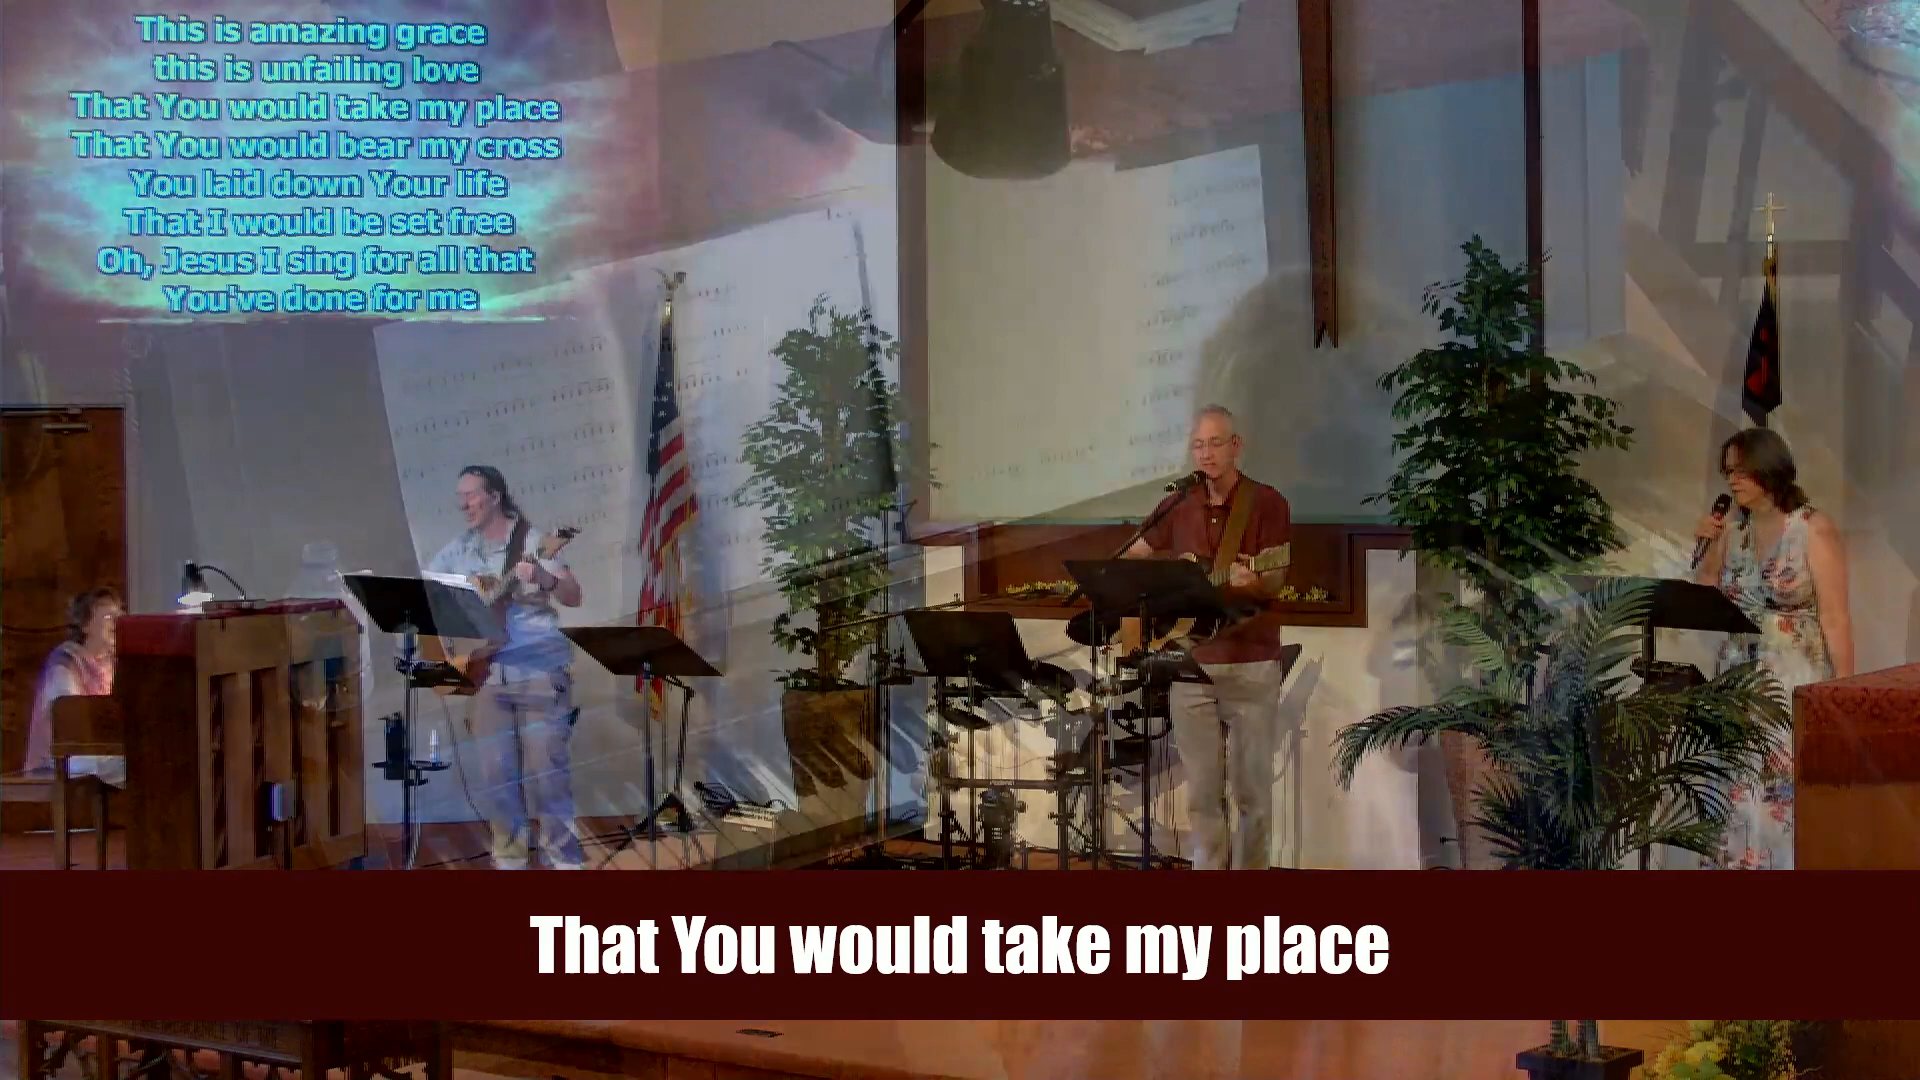 This is amazing grace
this is unfailing love
That You would take my place
That You would bear my cross
You laid down Your life
That I would be set free
Oh, Jesus I sing for all that
You've done for me
That You would take my place